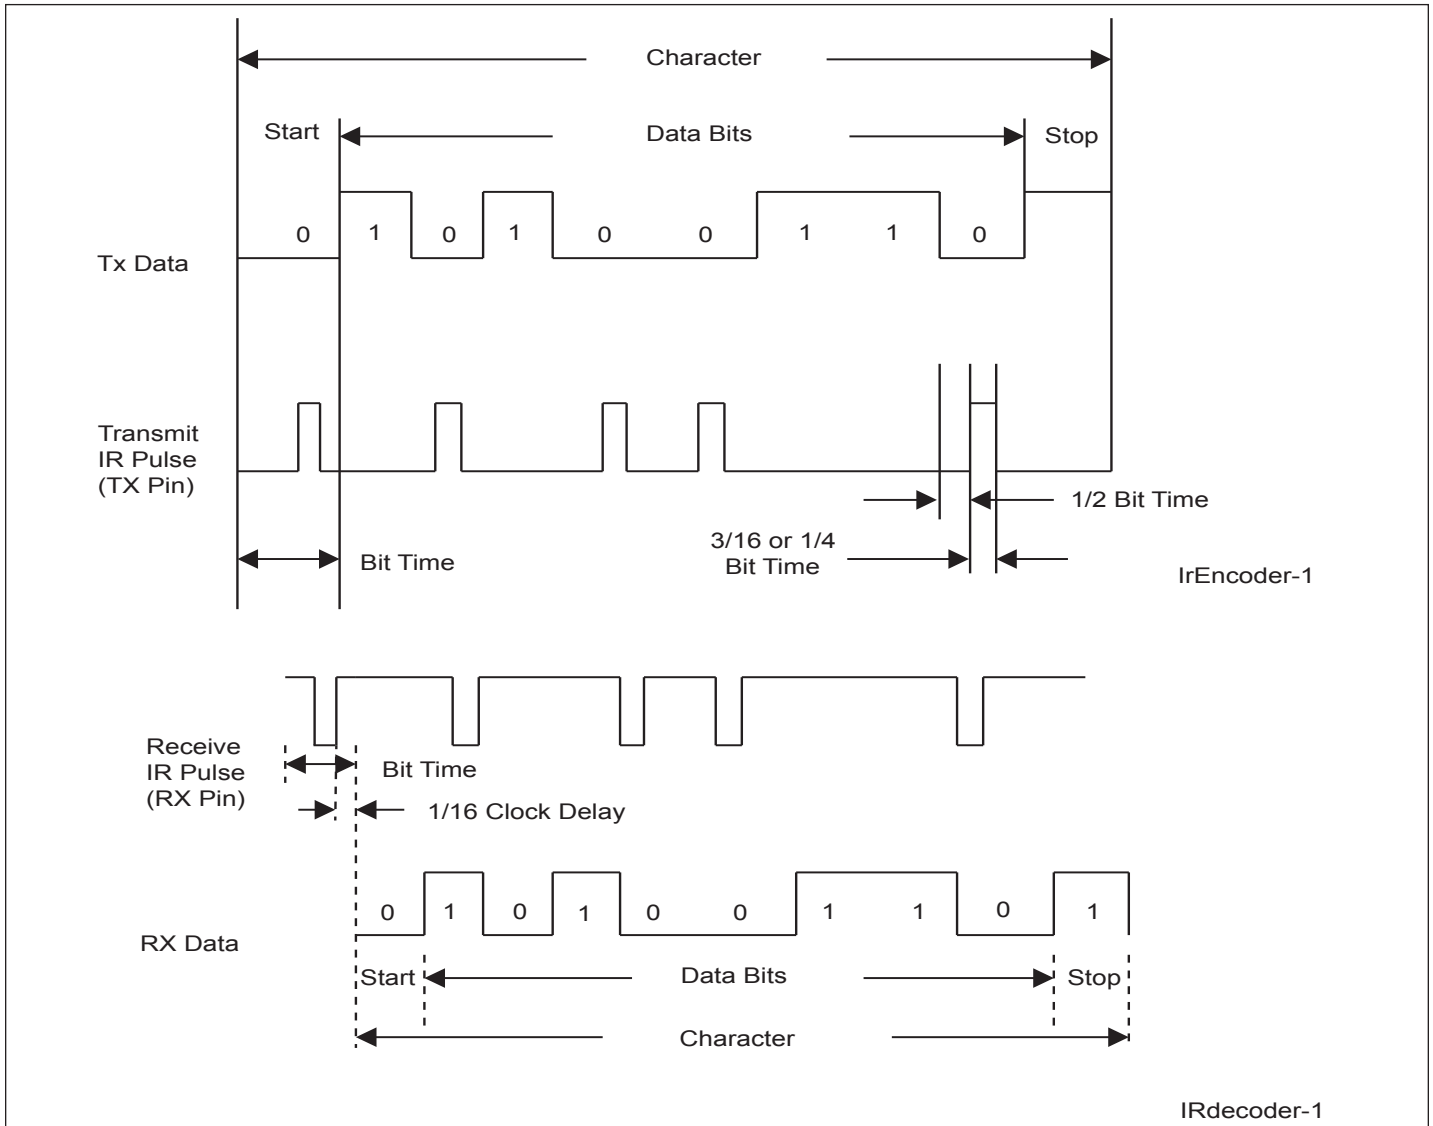 Character
Start
Data Bits
Stop
0 1 0 1 0 0 1 1 0
Tx Data
Transmit
IR Pulse
(TX Pin)
1/2 Bit Time
3/16 or 1/4
Bit Time
Bit Time
IrEncoder-1
Receive
IR Pulse
(RX Pin)
Bit Time
1/16 Clock Delay
0 1 0 1 0 0 1 1 0 1
RX Data
Start
Data Bits
Stop
Character
IRdecoder-1